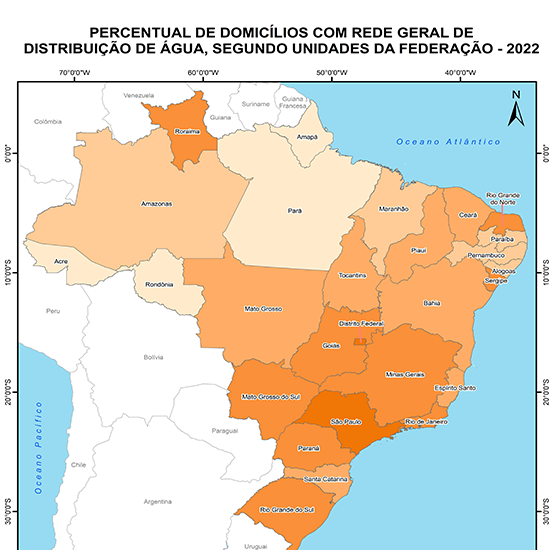 PERCENTUAL DE DOMICÍLIOS COM REDE GERAL DE
DISTRIBUIÇÃO DE ÁGUA, SEGUNDO UNIDADES DA FEDERAÇÃO - 2022
70°0'0"O
60°0'0"O
50°0'0"O
40°0'0"O
N
Venezuela
Suriname
Guiana
Francesa
Guiana
Colômbia
Roraima
Amapá
Oceano Atlântico
0°0'0"
0°0'0"
Rio Grande
do Norte
Amazonas
Pará
Maranhão
Ceará
Paraíba
Piauí
Pernambuco
Acre
Alogoas
10°0'0"S
10°0'0"S
Tocantins
Sergipe
Rondônia
Bahia
Mato Grosso
Peru
Distrito Federal
Goiás
Bolívia
Minas Gerais
Espírito Santo
20°0'0"S
20°0'0"S
Mato Grosso do Sul
São Paulo
Rio de Janeiro
Paraguai
Oceano Pacífico
Paraná
Chile
Santa Catarina
Argentina
Rio Grande do Sul
30°0'0"S
30°0'0"S
Uruguai